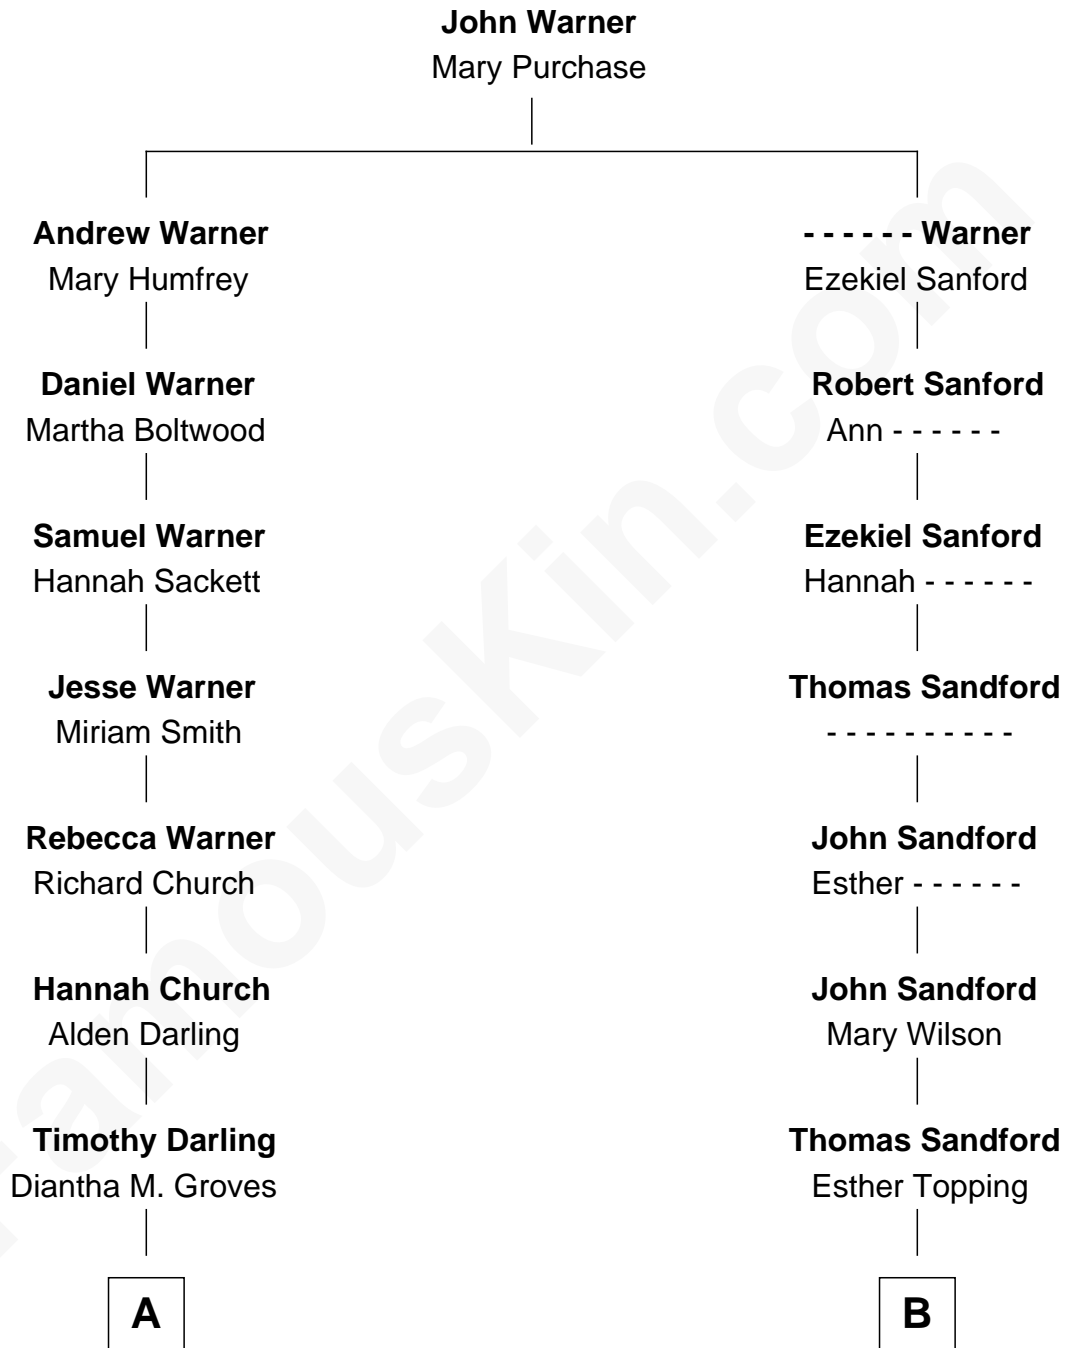 John Warner
Mary Purchase
Andrew Warner
Mary Humfrey
- - - - - - Warner
Ezekiel Sanford
Daniel Warner
Martha Boltwood
Robert Sanford
Ann - - - - - -
Samuel Warner
Hannah Sackett
Ezekiel Sanford
Hannah - - - - - -
Jesse Warner
Miriam Smith
Thomas Sandford
- - - - - - - - - -
Rebecca Warner
Richard Church
John Sandford
Esther - - - - - -
Hannah Church
Alden Darling
John Sandford
Mary Wilson
Timothy Darling
Diantha M. Groves
Thomas Sandford
Esther Topping
A
B
FamousKin.com